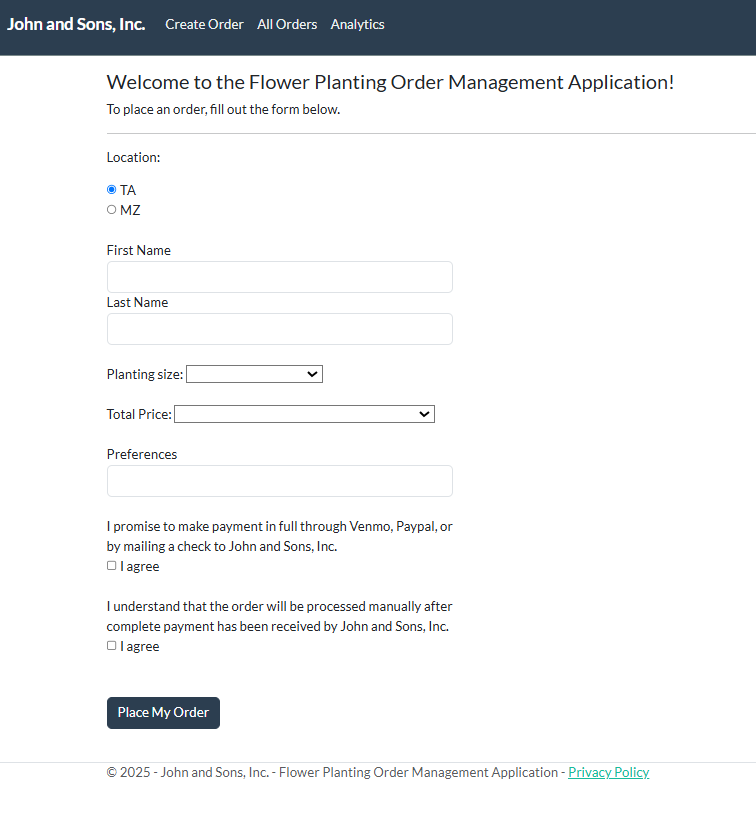 John and Sons, Inc. Create Order All Orders Analytics
Welcome to the Flower Planting Order Management Application!
To place an order, fill out the form below.
Location:
TA
MZ
First Name
Last Name
Planting size:
Total Price:
Preferences
I promise to make payment in full through Venmo, Paypal, or
by mailing a check to John and Sons, Inc.
I agree
I understand that the order will be processed manually after
complete payment has been received by John and Sons, Inc.
I agree
Place My Order
© 2025 - John and Sons, Inc. - Flower Planting Order Management Application - Privacy Policy